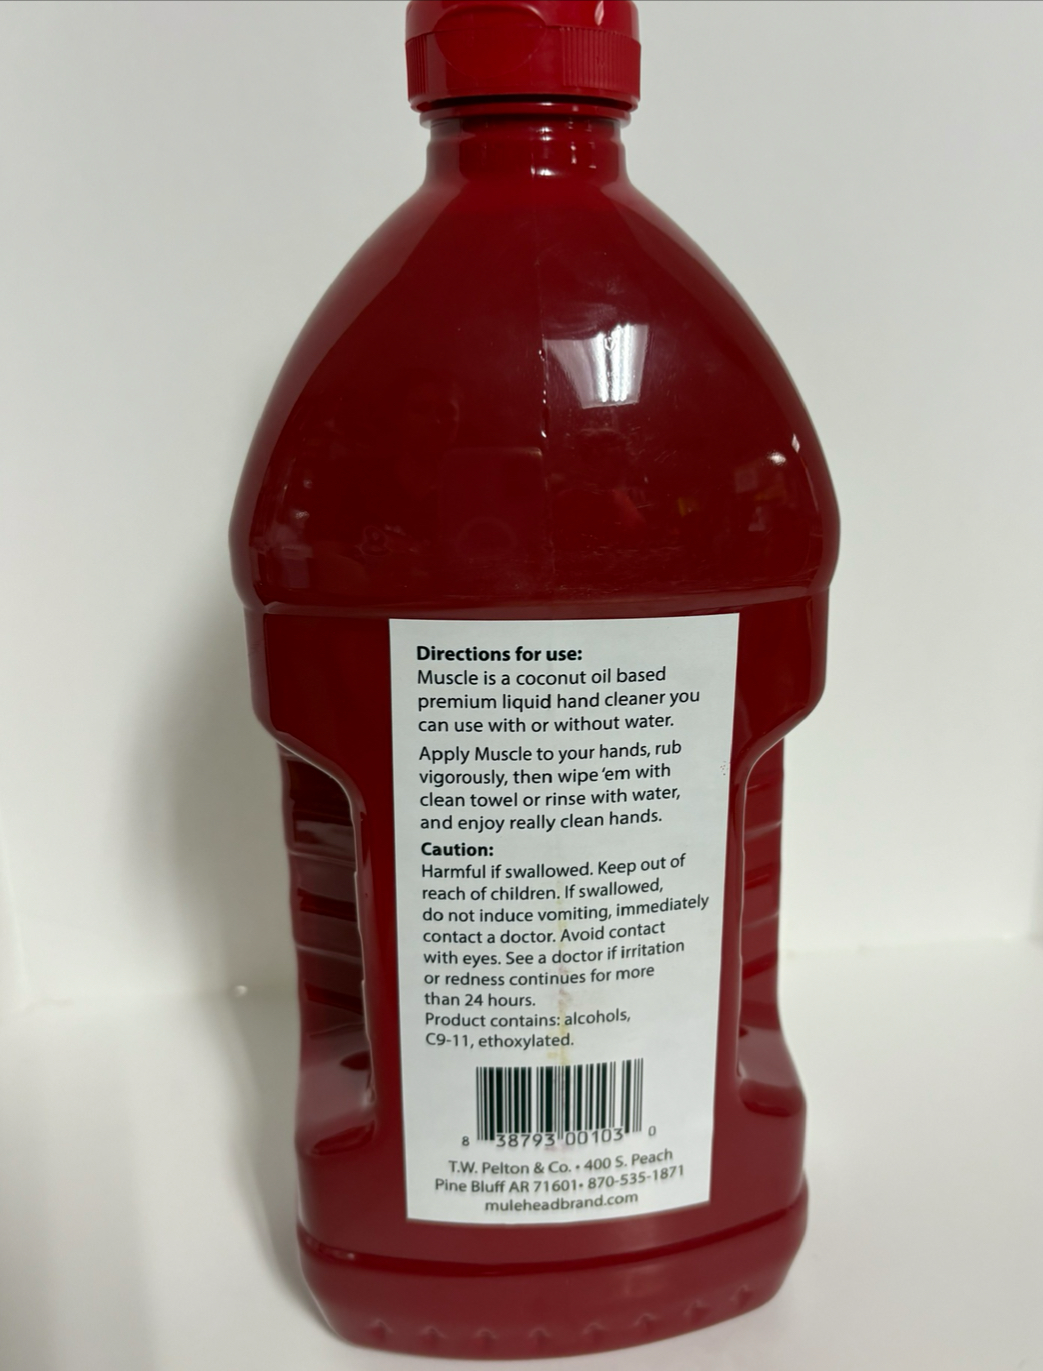 Directions for use:
Muscle is a coconut oil based
premium liquid hand cleaner you
can use with or without water.
Apply Muscle to your hands, rub
vigorously, then wipe 'em with
clean towel or rinse with water,
and enjoy really clean hands.
Caution:
Harmful if swallowed. Keep out of
reach of children. If swallowed,
do not induce vomiting, immediately
contact a doctor. Avoid contact
with eyes. See a doctor if irritation
or redness continues for more
than 24 hours.
Product contains: alcohols,
C9-11, ethoxylated.
8 38793 00103 0
T.W. Pelton & Co. • 400 S. Peach
Pine Bluff AR 71601• 870-535-1871
muleheadbrand.com